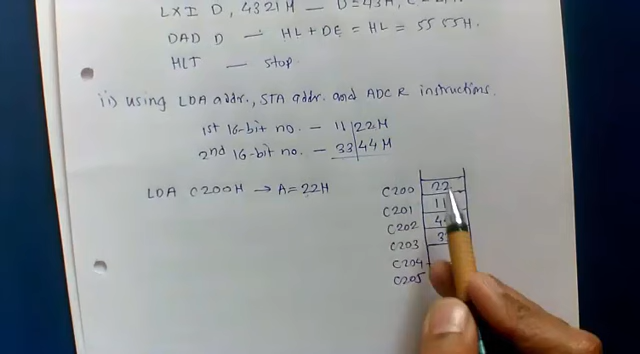 LXI D, 4321H — D=43H,
DAD D — HL+DE = HL = 5555H.
HLT — stop.
ii) using LDA addr., STA addr. and ADC R instructions.
1st 16-bit no. — 11|22H
2nd 16-bit no. — 33|44H
LDA C200H → A=22H
C200 22
C201 11
C202
C203
C204
C205